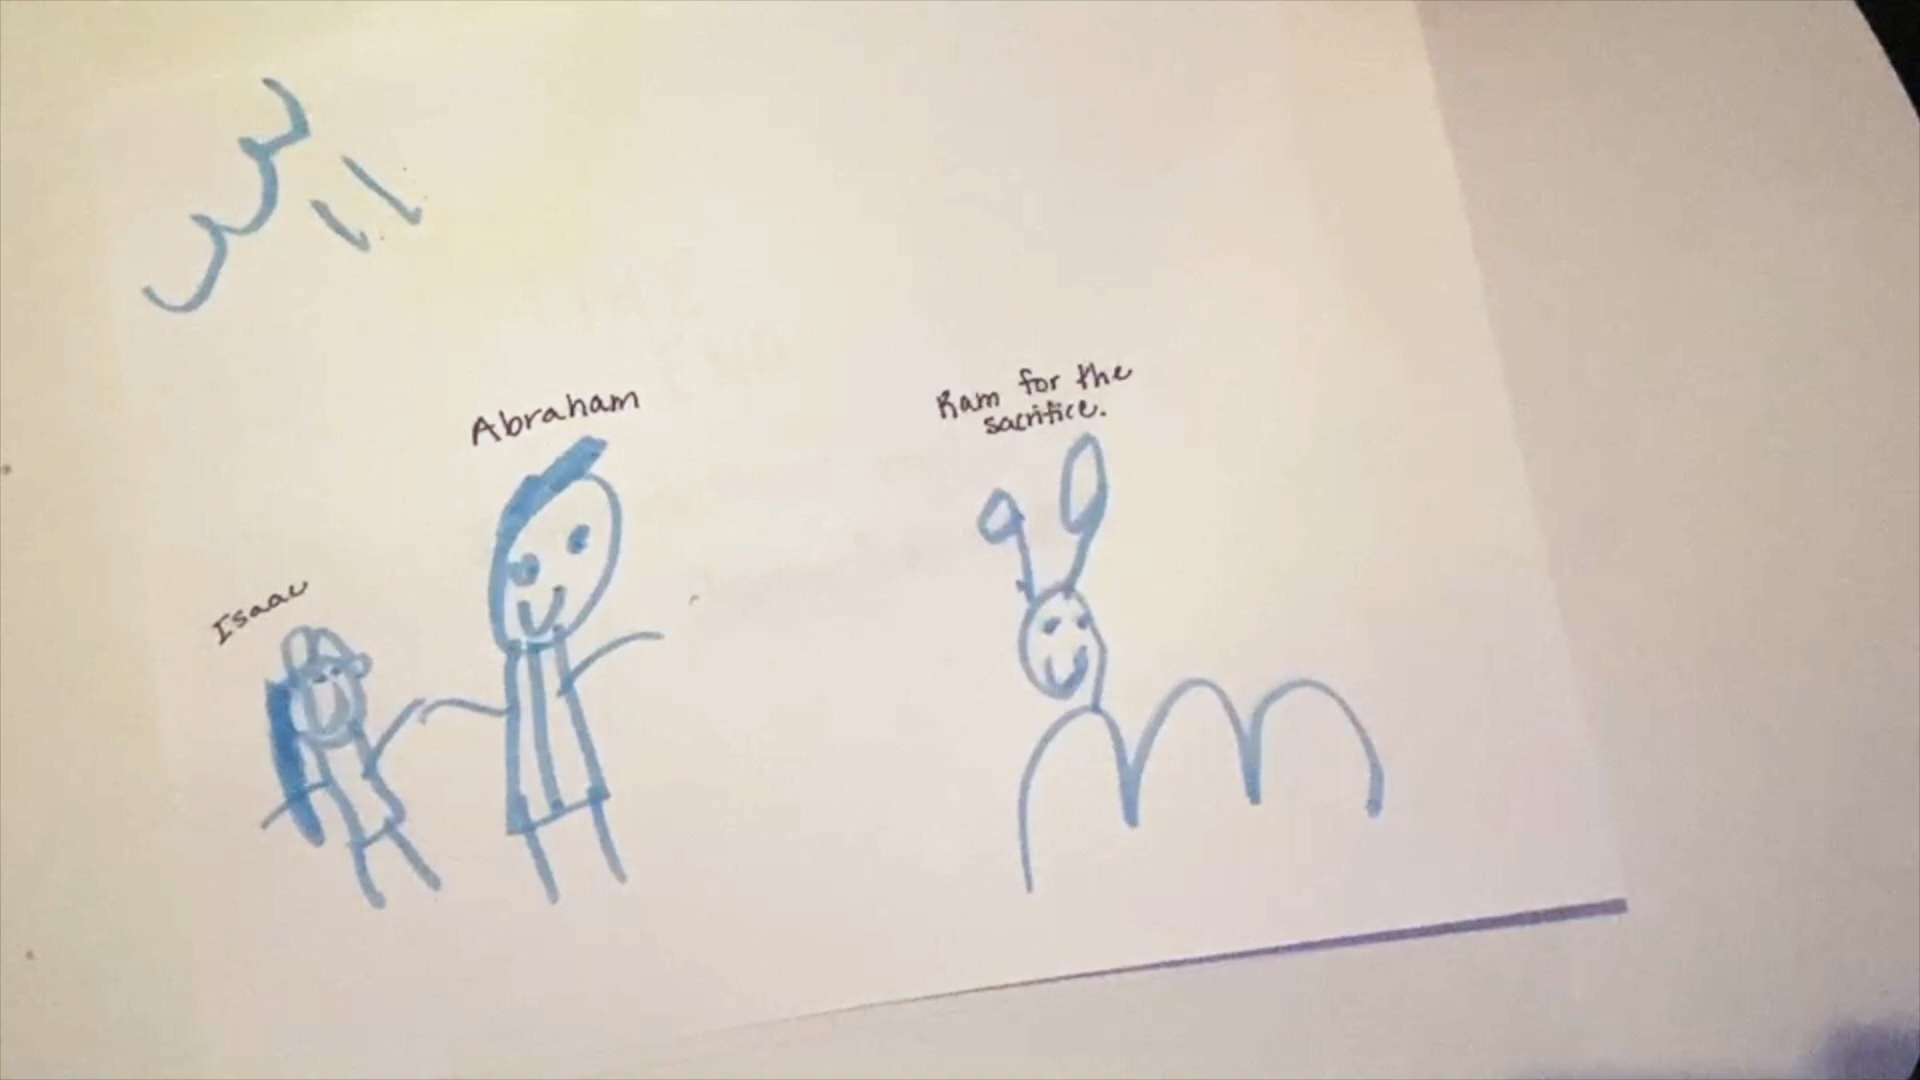 Abraham
Ram for the
sacrifice.
Isaac